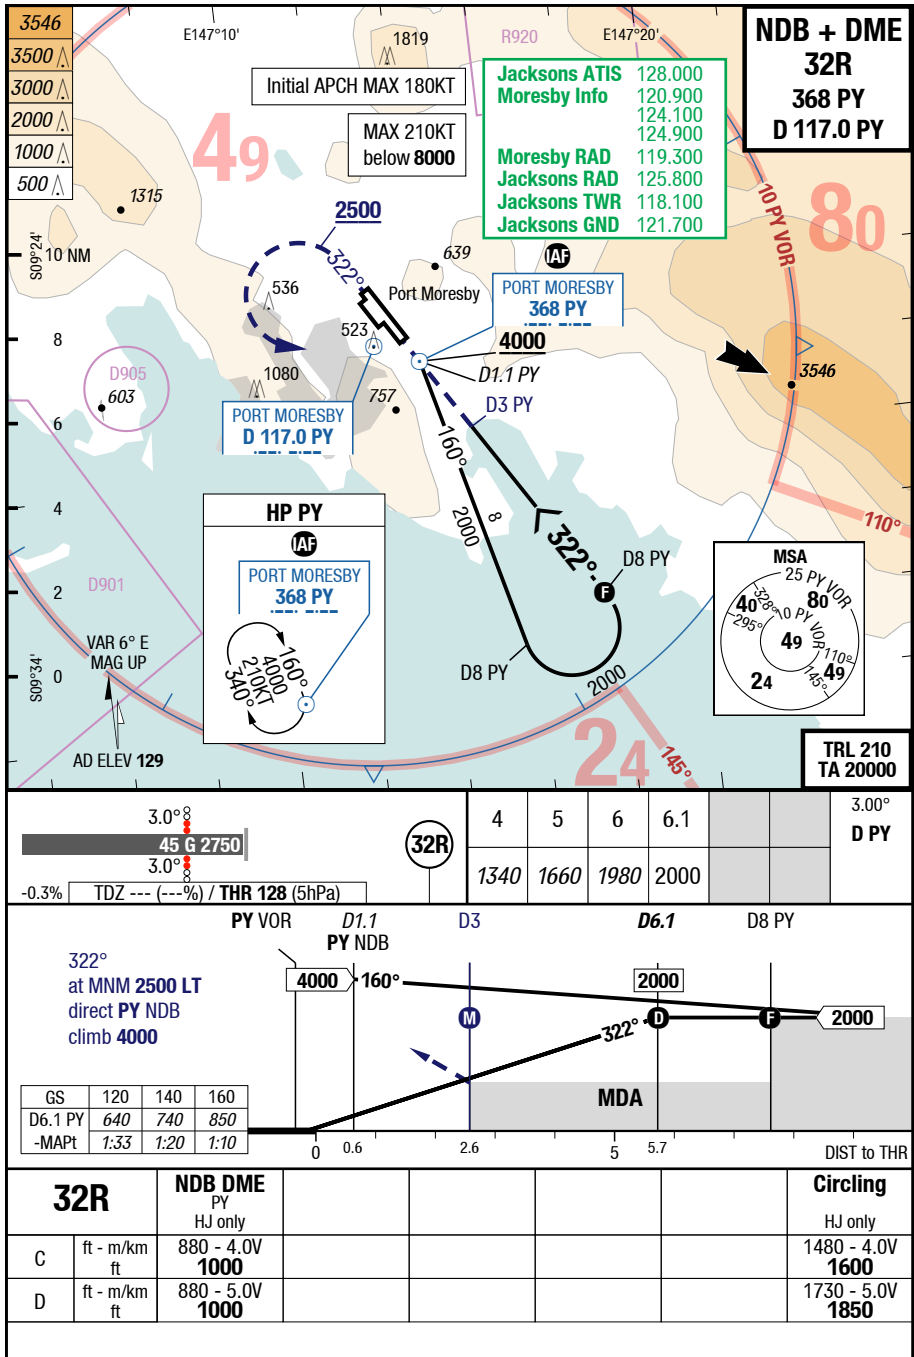 3546
3500
3000
2000
1000
500
E147°10'
1819
R920
E147°20'
NDB + DME
32R
368 PY
D 117.0 PY
Initial APCH MAX 180KT
MAX 210KT
below 8000
Jacksons ATIS 128.000
Moresby Info 120.900
124.100
124.900
Moresby RAD 119.300
Jacksons RAD 125.800
Jacksons TWR 118.100
Jacksons GND 121.700
49
1315
2500
10 PY VOR
80
S09°24'
10 NM
322°
639
IAF
536
Port Moresby
PORT MORESBY
368 PY
8
523
4000
D1.1 PY
3546
D905
603
1080
757
D3 PY
6
PORT MORESBY
D 117.0 PY
160°
4
2000
8
110°
HP PY
IAF
322°
D8 PY
D901
PORT MORESBY
368 PY
F
MSA
25 PY VOR
80
40
328°
295°
10 PY VOR
49
110°
49
145°
24
2
VAR 6° E
MAG UP
160°
4000
210KT
340°
S09°34'
0
D8 PY
2000
24
145°
AD ELEV 129
TRL 210
TA 20000
3.0°
45 G 2750
3.0°
-0.3%
TDZ --- (---%) / THR 128 (5hPa)
32R
4 5 6 6.1
1340 1660 1980 2000
3.00°
D PY
PY VOR D1.1 D3 D6.1 D8 PY
PY NDB
322°
at MNM 2500 LT
direct PY NDB
climb 4000
4000 160°
2000
M
322°
D
F
2000
MDA
GS 120 140 160
D6.1 PY 640 740 850
-MAPt 1:33 1:20 1:10
0 0.6 2.6 5 5.7 DIST to THR
32R
NDB DME
PY
HJ only
Circling
HJ only
C ft - m/km 880 - 4.0V 1480 - 4.0V
ft 1000 1600
D ft - m/km 880 - 5.0V 1730 - 5.0V
ft 1000 1850